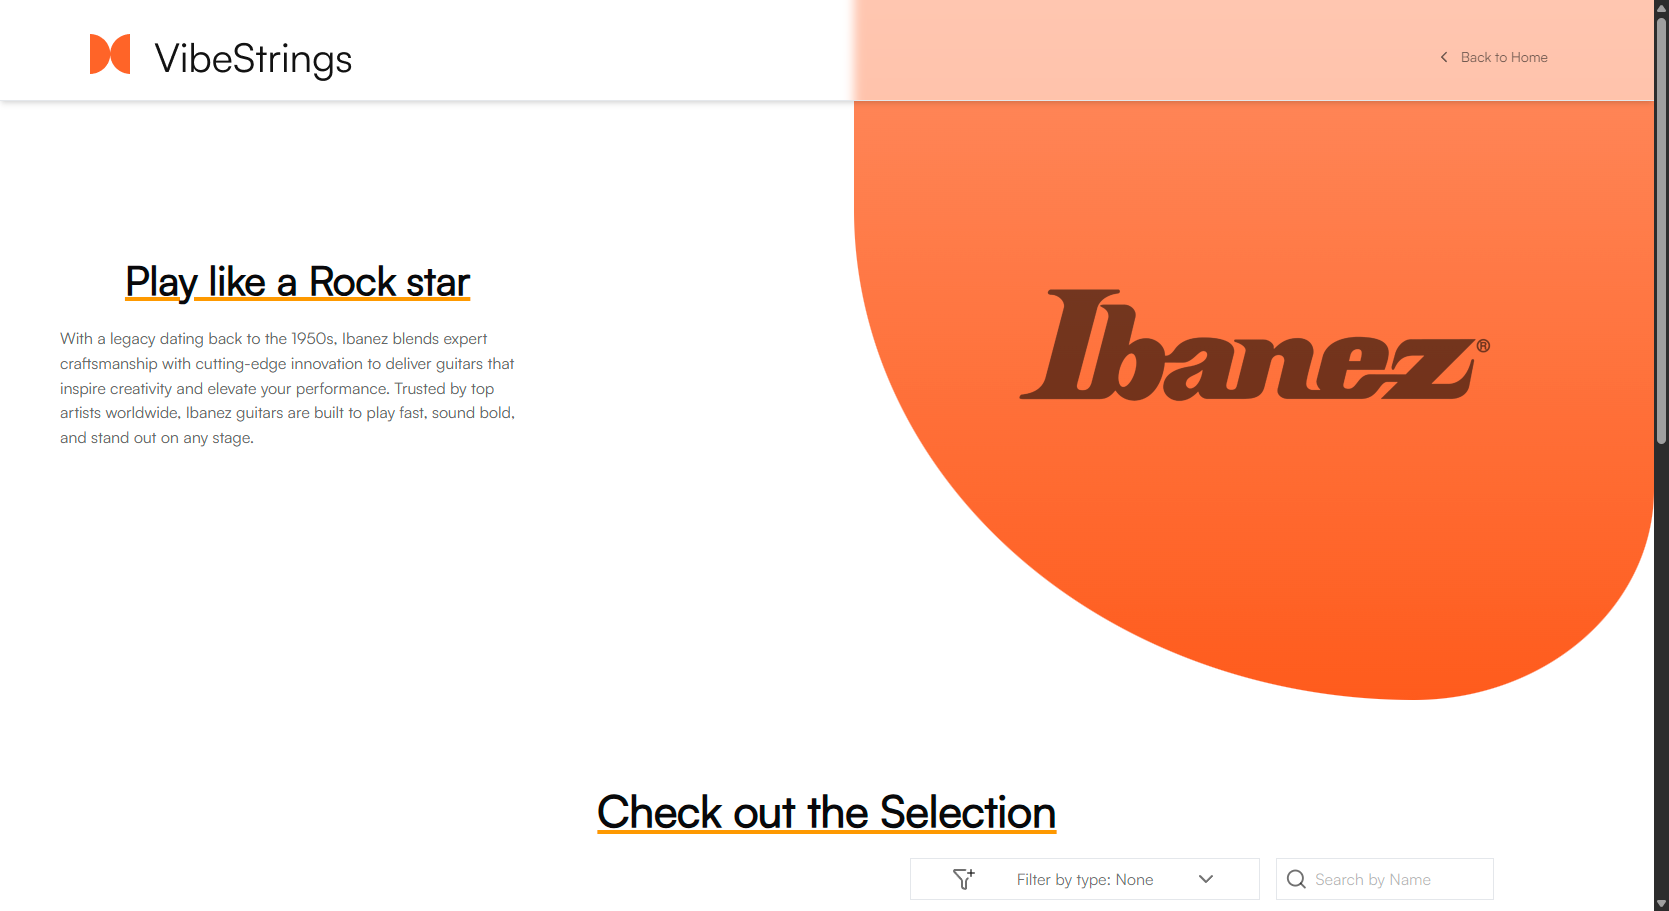 VibeStrings
Back to Home
Play like a Rock star
With a legacy dating back to the 1950s, Ibanez blends expert
craftsmanship with cutting-edge innovation to deliver guitars that
inspire creativity and elevate your performance. Trusted by top
artists worldwide, Ibanez guitars are built to play fast, sound bold,
and stand out on any stage.
Ibanez®
Check out the Selection
Filter by type: None
Search by Name